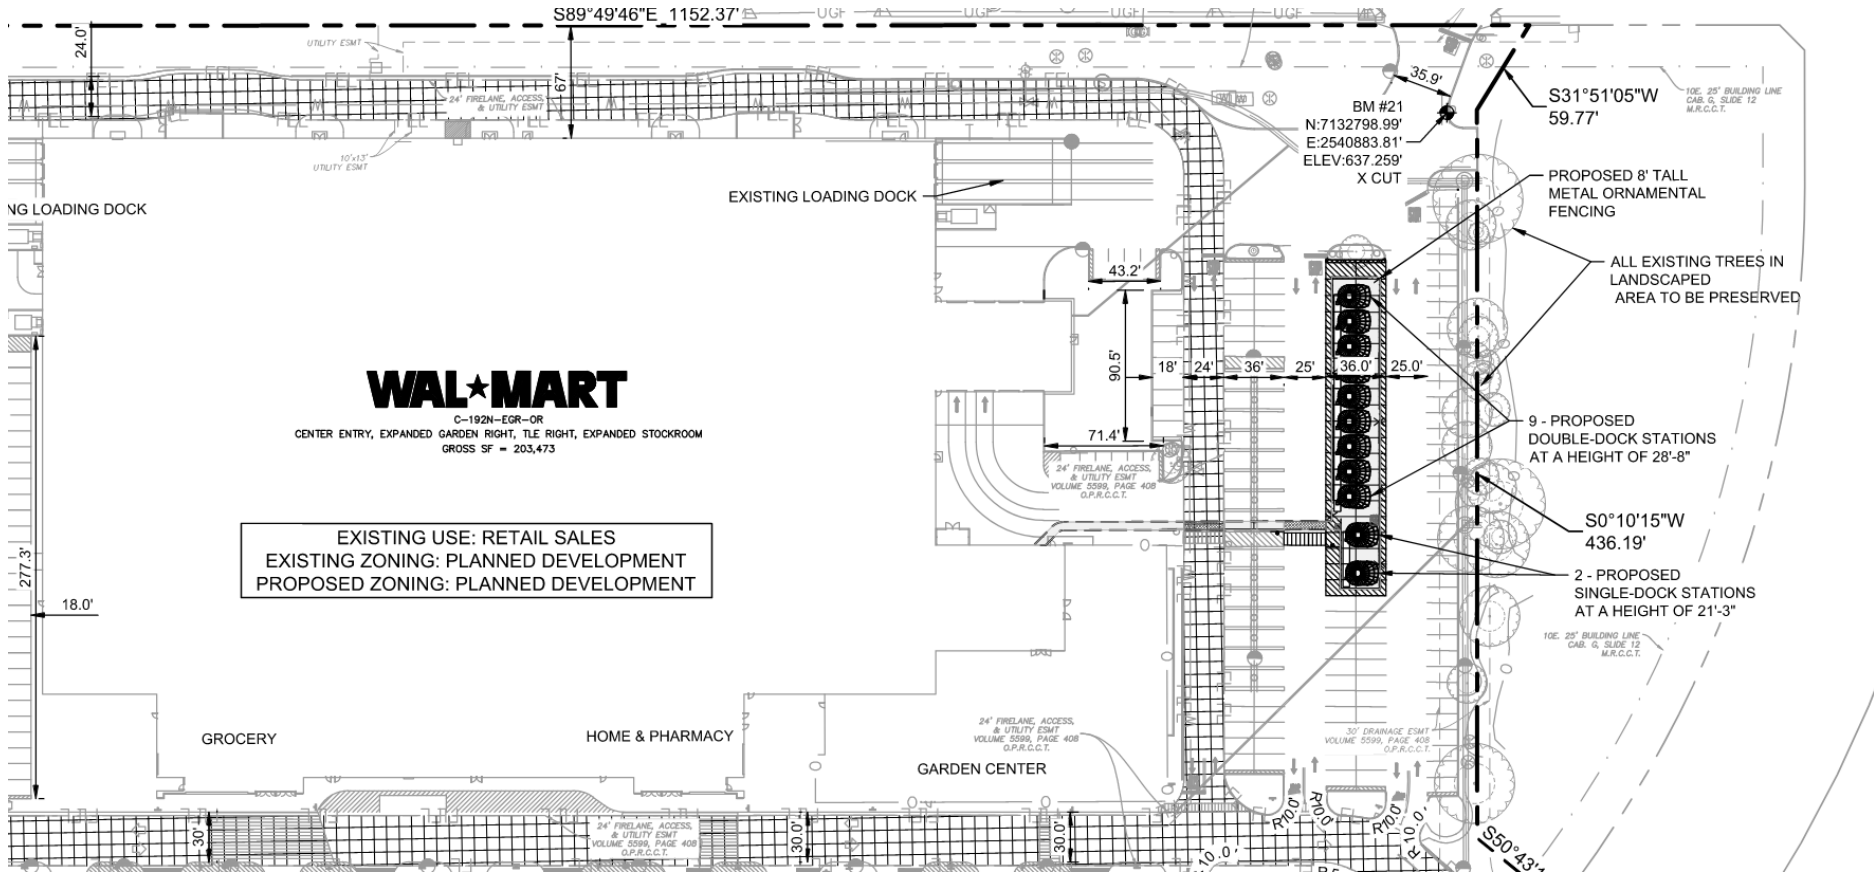 S89°49'46"E 1152.37'
UGE
UGE
UGE
UGE
24.0'
UTILITY ESMT
67'
24' FIRELANE, ACCESS,
& UTILITY ESMT
10'x13'
UTILITY ESMT
35.9'
BM #21
N:7132798.99'
E:2540883.81'
ELEV:637.259'
X CUT
S31°51'05"W
59.77'
10E. 25' BUILDING LINE
CAB. G, SLIDE 12
M.R.C.C.T.
NG LOADING DOCK
EXISTING LOADING DOCK
PROPOSED 8' TALL
METAL ORNAMENTAL
FENCING
ALL EXISTING TREES IN
LANDSCAPED
AREA TO BE PRESERVED
43.2'
90.5'
18'
24'
36'
25'
36.0'
25.0'
71.4'
WAL★MART
C-192N-EGR-OR
CENTER ENTRY, EXPANDED GARDEN RIGHT, TLE RIGHT, EXPANDED STOCKROOM
GROSS SF = 203,473
9 - PROPOSED
DOUBLE-DOCK STATIONS
AT A HEIGHT OF 28'-8"
24' FIRELANE, ACCESS,
& UTILITY ESMT
VOLUME 5599, PAGE 408
O.P.R.C.C.T.
S0°10'15"W
436.19'
EXISTING USE: RETAIL SALES
EXISTING ZONING: PLANNED DEVELOPMENT
PROPOSED ZONING: PLANNED DEVELOPMENT
277.3'
18.0'
2 - PROPOSED
SINGLE-DOCK STATIONS
AT A HEIGHT OF 21'-3"
10E. 25' BUILDING LINE
CAB. G, SLIDE 12
M.R.C.C.T.
GROCERY
HOME & PHARMACY
24' FIRELANE, ACCESS,
& UTILITY ESMT
VOLUME 5599, PAGE 408
O.P.R.C.C.T.
30' DRAINAGE ESMT
VOLUME 5599, PAGE 408
O.P.R.C.C.T.
GARDEN CENTER
30'
24' FIRELANE, ACCESS,
& UTILITY ESMT
VOLUME 5599, PAGE 408
O.P.R.C.C.T.
30.0'
30.0'
R10.0'
R10.0'
R10.0'
R10.0'
10.0'
S50°43'